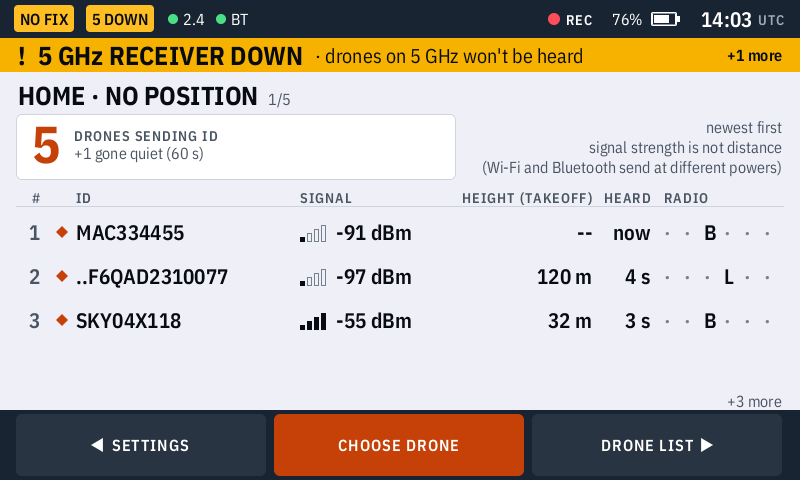 NO FIX 5 DOWN 2.4 BT REC 76% 14:03 UTC
! 5 GHz RECEIVER DOWN · drones on 5 GHz won't be heard +1 more
HOME · NO POSITION 1/5
5 DRONES SENDING ID
+1 gone quiet (60 s)
newest first
signal strength is not distance
(Wi-Fi and Bluetooth send at different powers)
# ID SIGNAL HEIGHT (TAKEOFF) HEARD RADIO
1 MAC334455 -91 dBm -- now · · B · · ·
2 ..F6QAD2310077 -97 dBm 120 m 4 s · · · L · ·
3 SKY04X118 -55 dBm 32 m 3 s · · B · · ·
+3 more
◀ SETTINGS CHOOSE DRONE DRONE LIST ▶